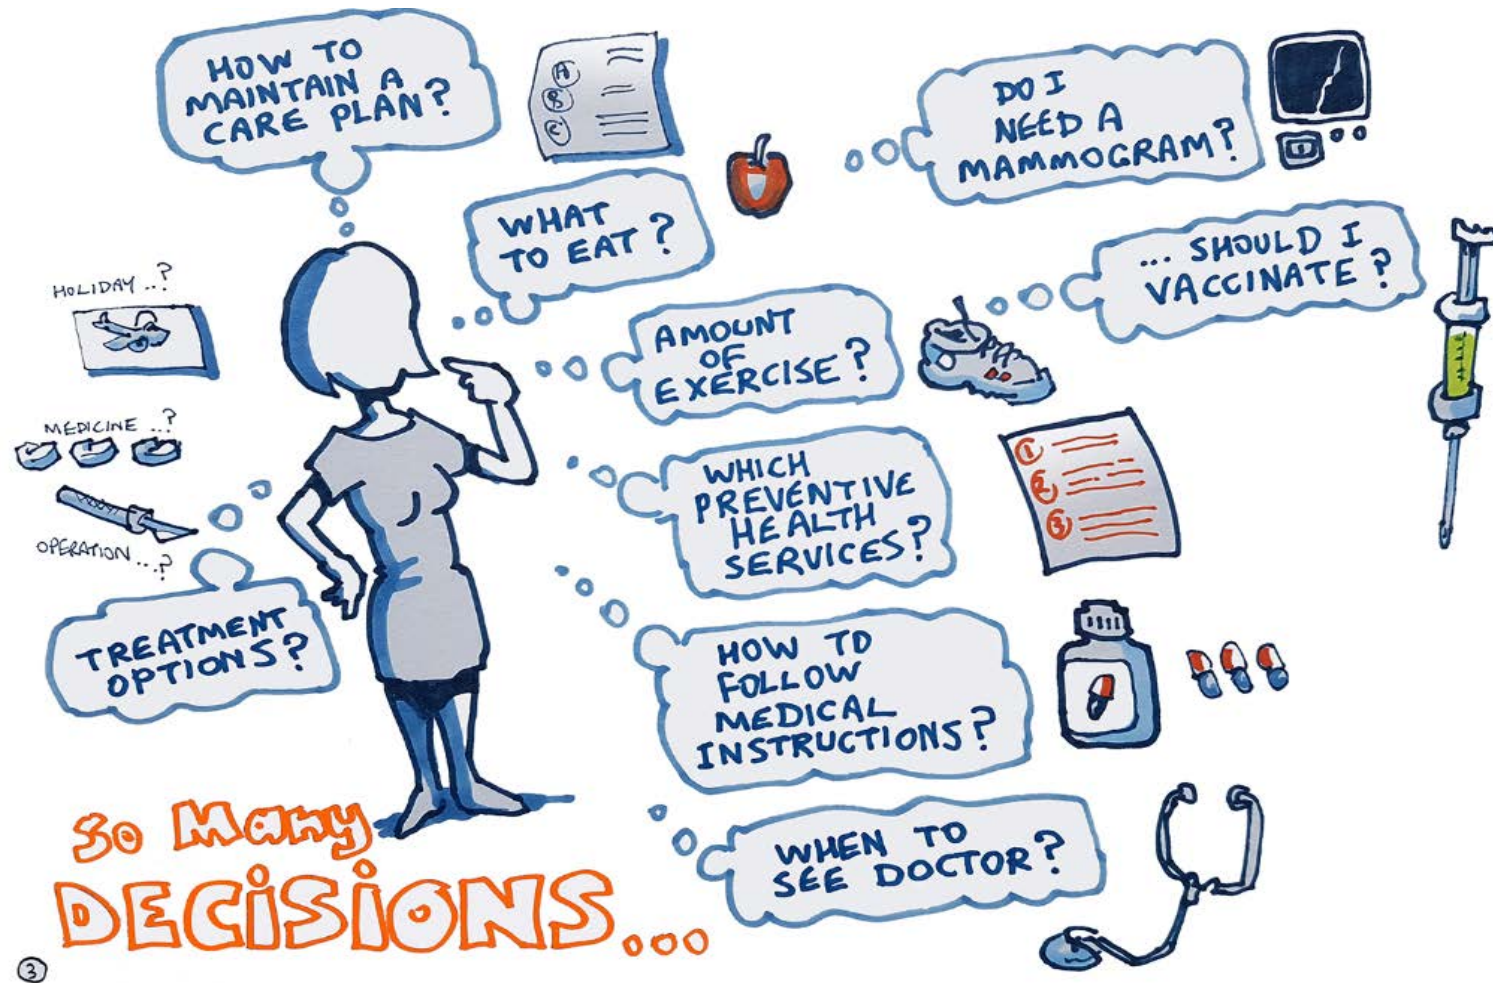 HOW TO
MAINTAIN A
CARE PLAN?
A
B
C
DO I
NEED A
MAMMOGRAM?
WHAT
TO EAT?
... SHOULD I
VACCINATE?
HOLIDAY ..?
AMOUNT
OF
EXERCISE?
MEDICINE ..?
WHICH
PREVENTIVE
HEALTH
SERVICES?
1
2
3
OPERATION...?
TREATMENT
OPTIONS?
HOW TO
FOLLOW
MEDICAL
INSTRUCTIONS?
WHEN TO
SEE DOCTOR?
So Many
DECiSiONS...
3